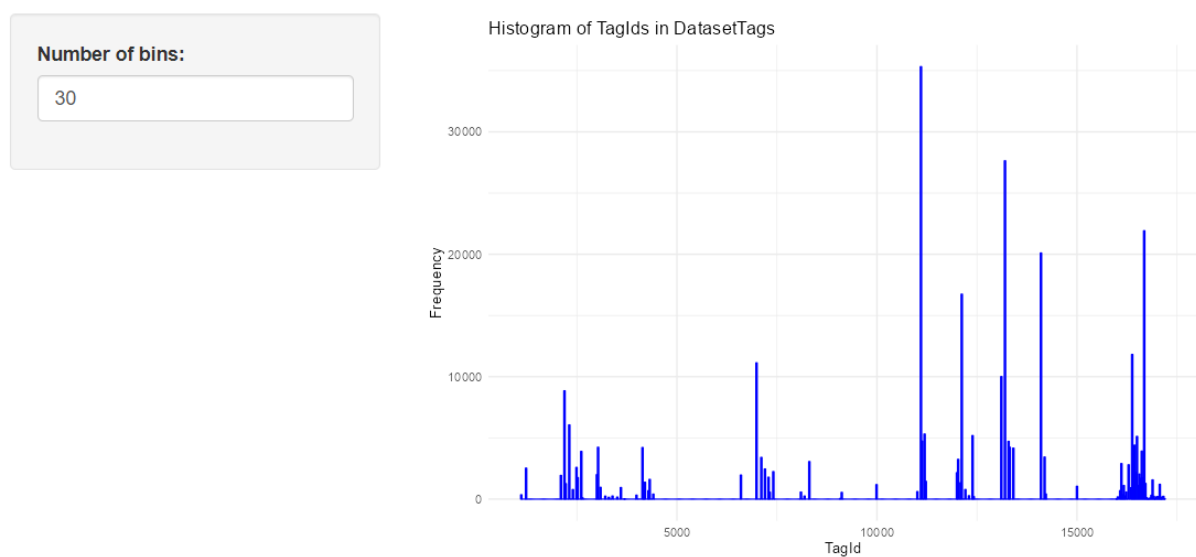 Number of bins:
30
Histogram of TagIds in DatasetTags
Frequency
30000
20000
10000
0
5000
10000
15000
TagId